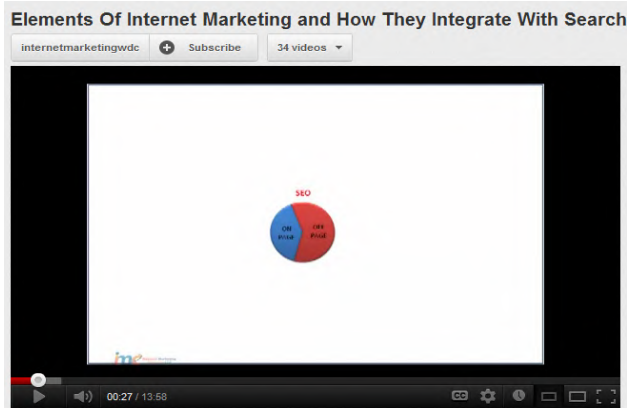 Elements Of Internet Marketing and How They Integrate With Search
internetmarketingwdc Subscribe 34 videos
SEO
ON OFF
PAGE PAGE
00:27 / 13:58 CC